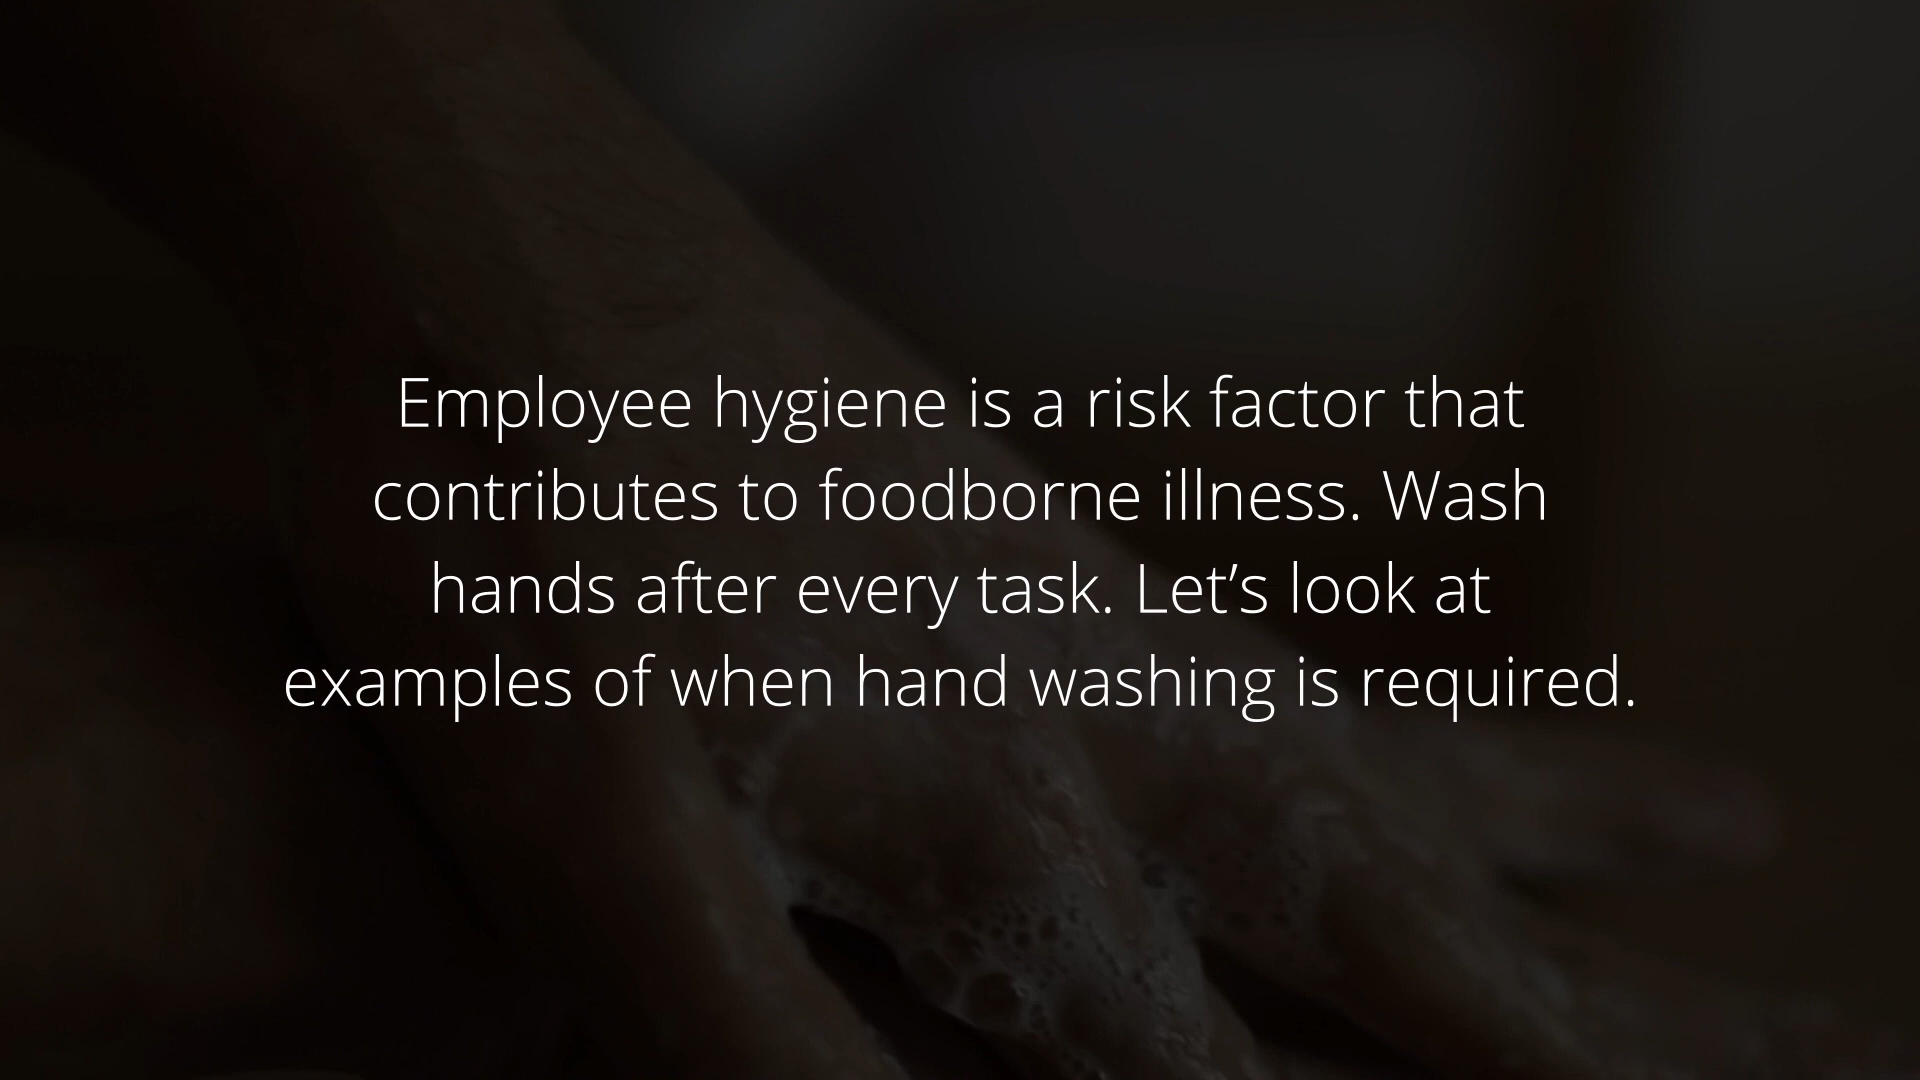 Employee hygiene is a risk factor that
contributes to foodborne illness. Wash
hands after every task. Let’s look at
examples of when hand washing is required.